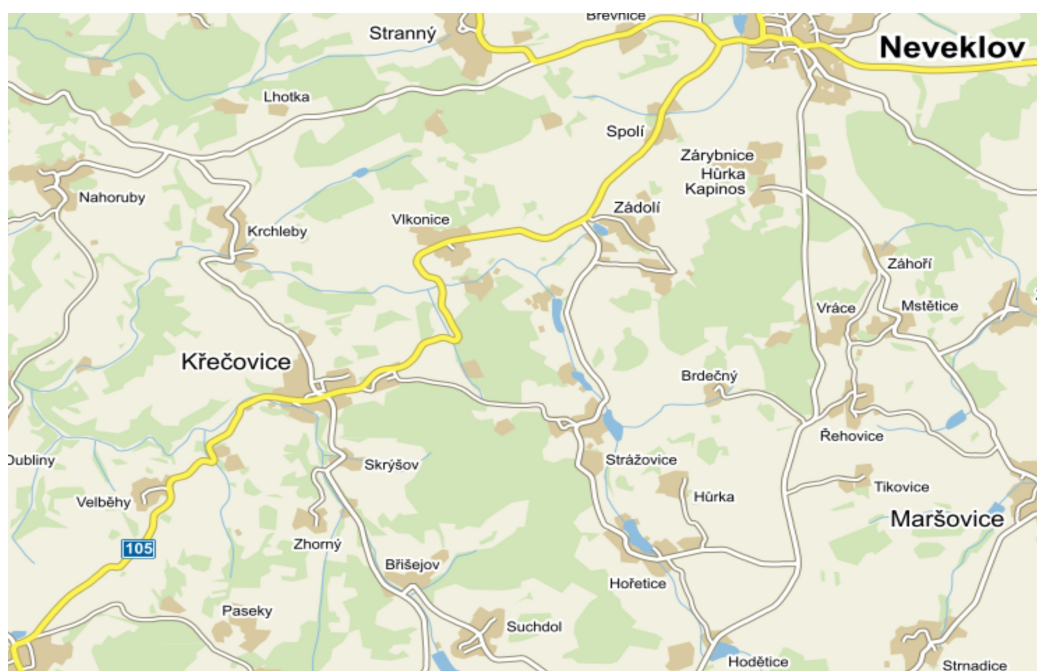 Břevnice
Stranný
Neveklov
Lhotka
Spolí
Zárybnice
Hůrka
Kapinos
Nahoruby
Vlkonice
Zádolí
Krchleby
Záhoří
Vráce
Mstětice
Křečovice
Brdečný
Řehovice
Dubliny
Skrýšov
Strážovice
Velběhy
Hůrka
Tikovice
Maršovice
105
Zhorný
Břišejov
Hořetice
Paseky
Suchdol
Hodětice
Strnadice